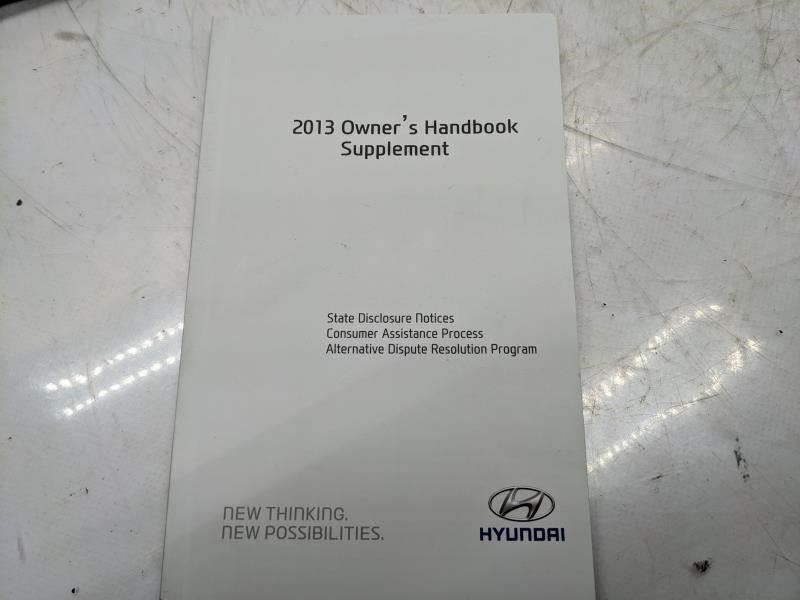 2013 Owner's Handbook
Supplement
State Disclosure Notices
Consumer Assistance Process
Alternative Dispute Resolution Program
NEW THINKING.
NEW POSSIBILITIES.
HYUNDAI